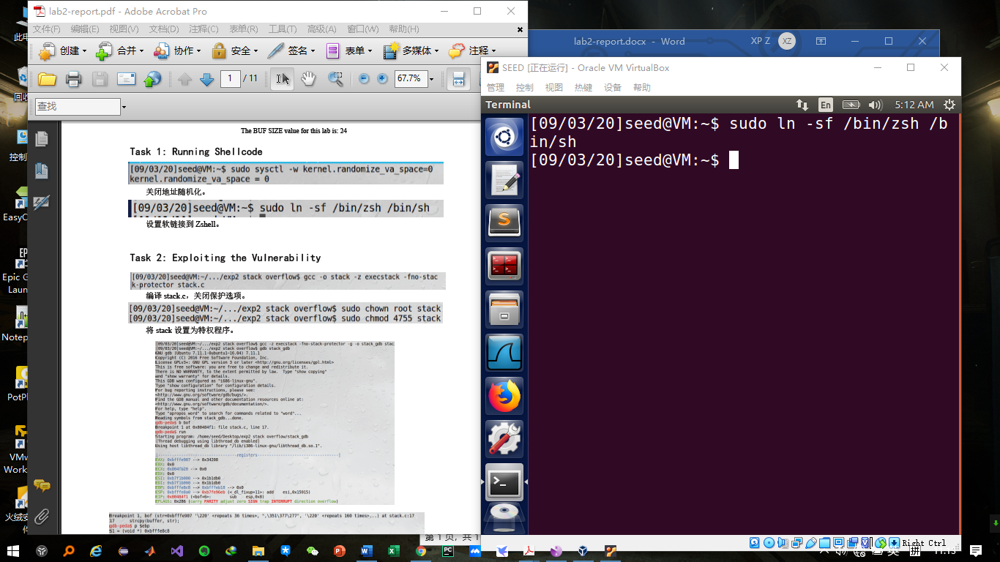 lab2-report.pdf - Adobe Acrobat Pro
文件(F) 编辑(E) 视图(V) 文档(D) 注释(C) 表单(R) 工具(T) 高级(A) 窗口(W) 帮助(H)
创建 合并 协作 安全 签名 表单 多媒体 注释
1 / 11 67.7%
查找
The BUF SIZE value for this lab is: 24
Task 1: Running Shellcode
[09/03/20]seed@VM:~$ sudo sysctl -w kernel.randomize_va_space=0
kernel.randomize_va_space = 0
关闭地址随机化。
[09/03/20]seed@VM:~$ sudo ln -sf /bin/zsh /bin/sh
设置软链接到 Zshell。
Task 2: Exploiting the Vulnerability
[09/03/20]seed@VM:~/.../exp2 stack overflow$ gcc -o stack -z execstack -fno-stac
k-protector stack.c
编译 stack.c，关闭保护选项。
[09/03/20]seed@VM:~/.../exp2 stack overflow$ sudo chown root stack
[09/03/20]seed@VM:~/.../exp2 stack overflow$ sudo chmod 4755 stack
将 stack 设置为特权程序。
[09/03/20]seed@VM:~/.../exp2 stack overflow$ gcc -z execstack -fno-stack-protector -g -o stack_gdb stac
[09/03/20]seed@VM:~/.../exp2 stack overflow$ gdb stack_gdb
GNU gdb (Ubuntu 7.11.1-0ubuntu1~16.04) 7.11.1
Copyright (C) 2016 Free Software Foundation, Inc.
License GPLv3+: GNU GPL version 3 or later <http://gnu.org/licenses/gpl.html>
This is free software: you are free to change and redistribute it.
There is NO WARRANTY, to the extent permitted by law. Type "show copying"
and "show warranty" for details.
This GDB was configured as "i686-linux-gnu".
Type "show configuration" for configuration details.
For bug reporting instructions, please see:
<http://www.gnu.org/software/gdb/bugs/>.
Find the GDB manual and other documentation resources online at:
<http://www.gnu.org/software/gdb/documentation/>.
For help, type "help".
Type "apropos word" to search for commands related to "word"...
Reading symbols from stack_gdb...done.
gdb-peda$ b bof
Breakpoint 1 at 0x80484f1: file stack.c, line 17.
gdb-peda$ run
Starting program: /home/seed/Desktop/exp2 stack overflow/stack_gdb
[Thread debugging using libthread_db enabled]
Using host libthread_db library "/lib/i386-linux-gnu/libthread_db.so.1".
registers
EAX: 0xbfffe907 --> 0x34208
EBX: 0x0
ECX: 0x804fb20 --> 0x0
EDX: 0x0
ESI: 0xb7f1b000 --> 0x1b1db0
EDI: 0xb7f1b000 --> 0x1b1db0
EBP: 0xbfffe8c8 --> 0xbfffeb18 --> 0x0
ESP: 0xbfffe8a0 --> 0xb7fe96eb (<_dl_fixup+11>: add esi,0x15915)
EIP: 0x80484f1 (<bof+6>: sub esp,0x8)
EFLAGS: 0x286 (carry PARITY adjust zero SIGN trap INTERRUPT direction overflow)
Breakpoint 1, bof (str=0xbfffe907 '\220' <repeats 36 times>, ",\351\377\277", '\220' <repeats 160 times>...) at stack.c:17
17 strcpy(buffer, str);
gdb-peda$ p $ebp
$1 = (void *) 0xbfffe8c8
lab2-report.docx - Word
XP Z XZ
SEED [正在运行] - Oracle VM VirtualBox
管理 控制 视图 热键 设备 帮助
Terminal En 5:12 AM
[09/03/20]seed@VM:~$ sudo ln -sf /bin/zsh /b
in/sh
[09/03/20]seed@VM:~$
Right Ctrl
此电
回收
控制
EasyC
Epic G
Laun
Notep
PotPl
VMw
Work
火绒安
件
第 1 页，共 1
英 拼